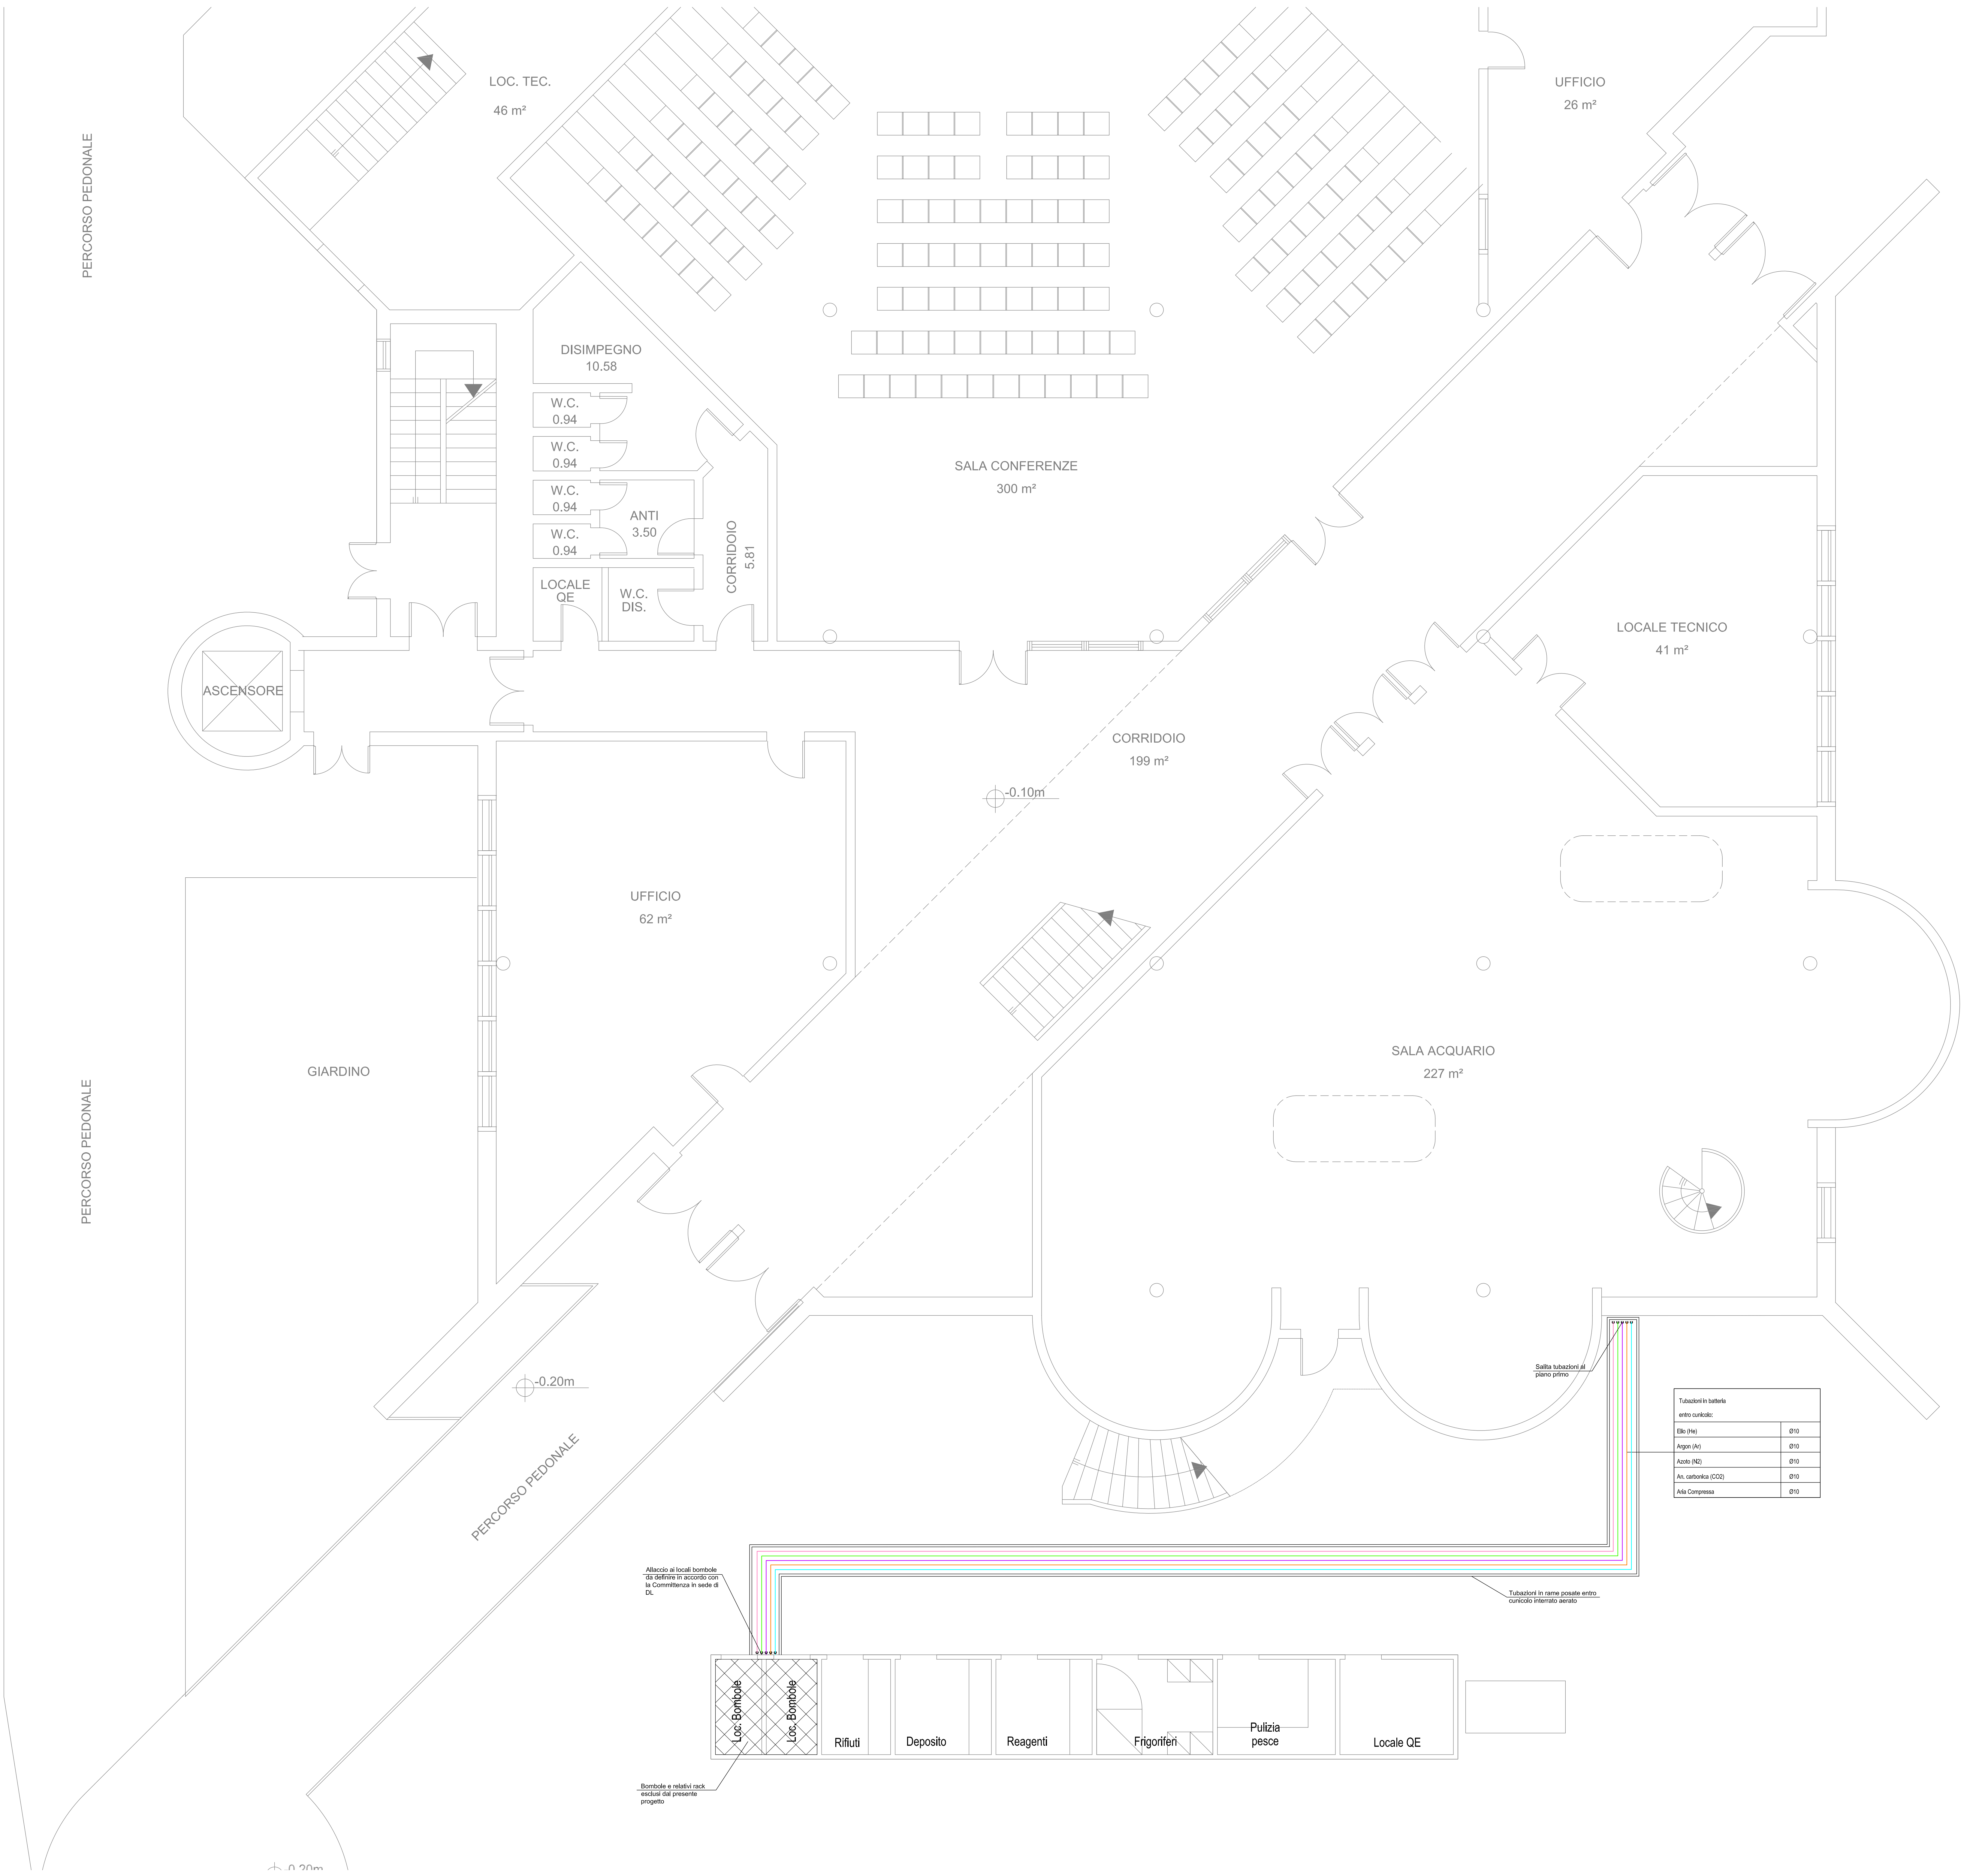 LOC. TEC.
46 m²
UFFICIO
26 m²
PERCORSO PEDONALE
DISIMPEGNO
10.58
W.C.
0.94
W.C.
0.94
W.C.
0.94
W.C.
0.94
ANTI
3.50
CORRIDOIO
5.81
LOCALE
QE
W.C.
DIS.
SALA CONFERENZE
300 m²
LOCALE TECNICO
41 m²
ASCENSORE
CORRIDOIO
199 m²
-0.10m
UFFICIO
62 m²
GIARDINO
SALA ACQUARIO
227 m²
PERCORSO PEDONALE
-0.20m
PERCORSO PEDONALE
Salita tubazioni al
piano primo
Tubazioni in batteria
entro cunicolo:
Elio (He) Ø10
Argon (Ar) Ø10
Azoto (N2) Ø10
An. carbonica (CO2) Ø10
Aria Compressa Ø10
Allaccio ai locali bombole
da definire in accordo con
la Committenza in sede di
DL
Tubazioni in rame posate entro
cunicolo interrato aerato
Loc. Bombole
Loc. Bombole
Rifiuti
Deposito
Reagenti
Frigoriferi
Pulizia
pesce
Locale QE
Bombole e relativi rack
esclusi dal presente
progetto
-0.20m